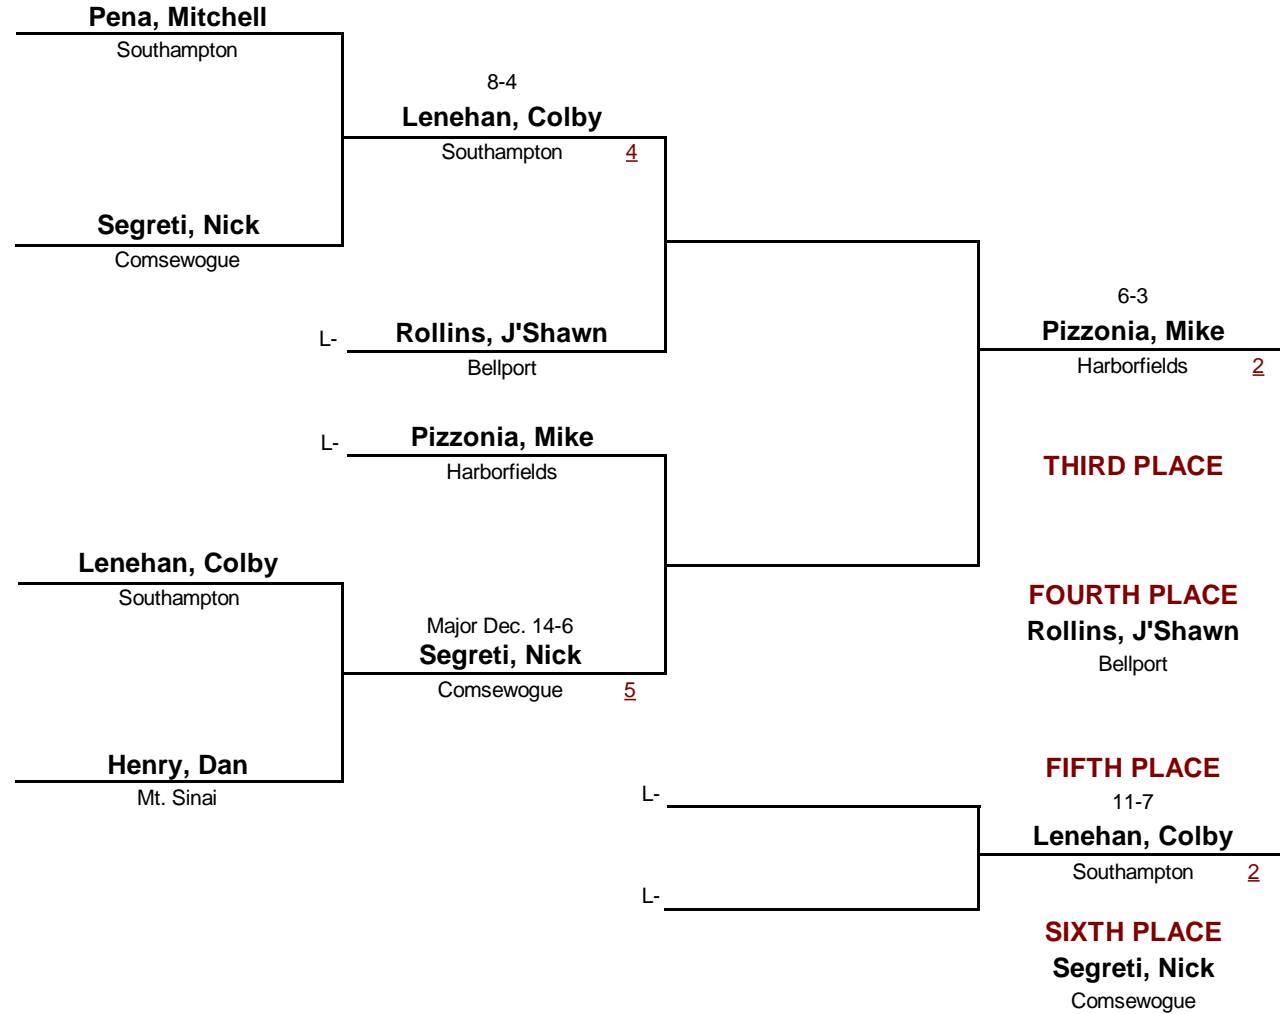 Pena, Mitchell
Southampton
8-4
Lenehan, Colby
Southampton 4
Segreti, Nick
Comsewogue
L- Rollins, J'Shawn
Bellport
6-3
Pizzonia, Mike
Harborfields 2
L- Pizzonia, Mike
Harborfields
THIRD PLACE
Lenehan, Colby
Southampton
Major Dec. 14-6
Segreti, Nick
Comsewogue 5
FOURTH PLACE
Rollins, J'Shawn
Bellport
Henry, Dan
Mt. Sinai
FIFTH PLACE
L-
11-7
Lenehan, Colby
Southampton 2
L-
SIXTH PLACE
Segreti, Nick
Comsewogue